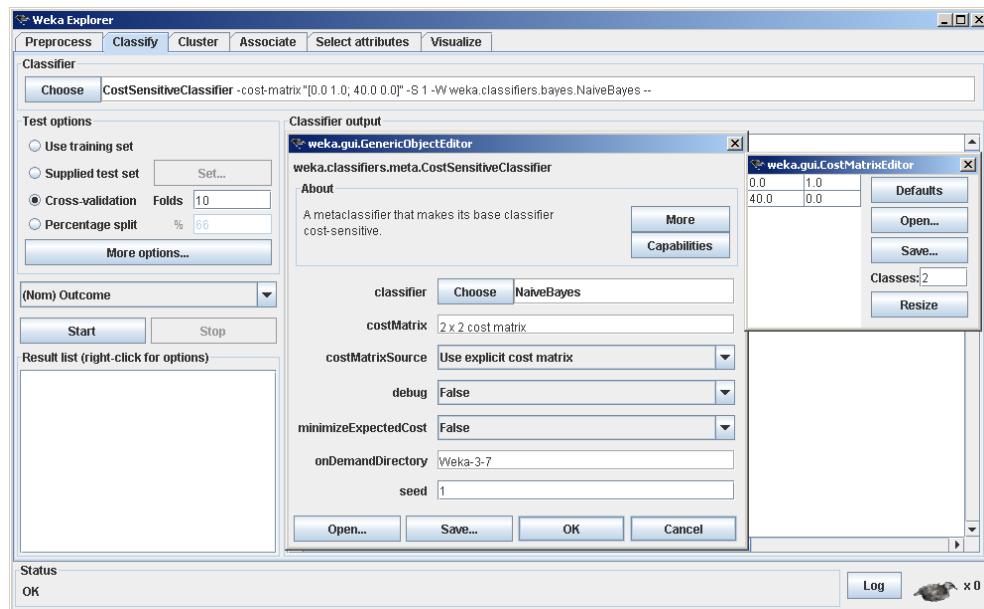 Weka Explorer
Preprocess Classify Cluster Associate Select attributes Visualize
Classifier
Choose CostSensitiveClassifier -cost-matrix "[0.0 1.0; 40.0 0.0]" -S 1 -W weka.classifiers.bayes.NaiveBayes --
Test options
Use training set
Supplied test set Set...
Cross-validation Folds 10
Percentage split % 66
More options...
(Nom) Outcome
Start Stop
Result list (right-click for options)
Classifier output
weka.gui.GenericObjectEditor
weka.classifiers.meta.CostSensitiveClassifier
About
A metaclassifier that makes its base classifier
cost-sensitive.
More
Capabilities
classifier Choose NaiveBayes
costMatrix 2 x 2 cost matrix
costMatrixSource Use explicit cost matrix
debug False
minimizeExpectedCost False
onDemandDirectory Weka-3-7
seed 1
Open... Save... OK Cancel
weka.gui.CostMatrixEditor
0.0 1.0
40.0 0.0
Defaults
Open...
Save...
Classes: 2
Resize
Status
OK
Log x 0